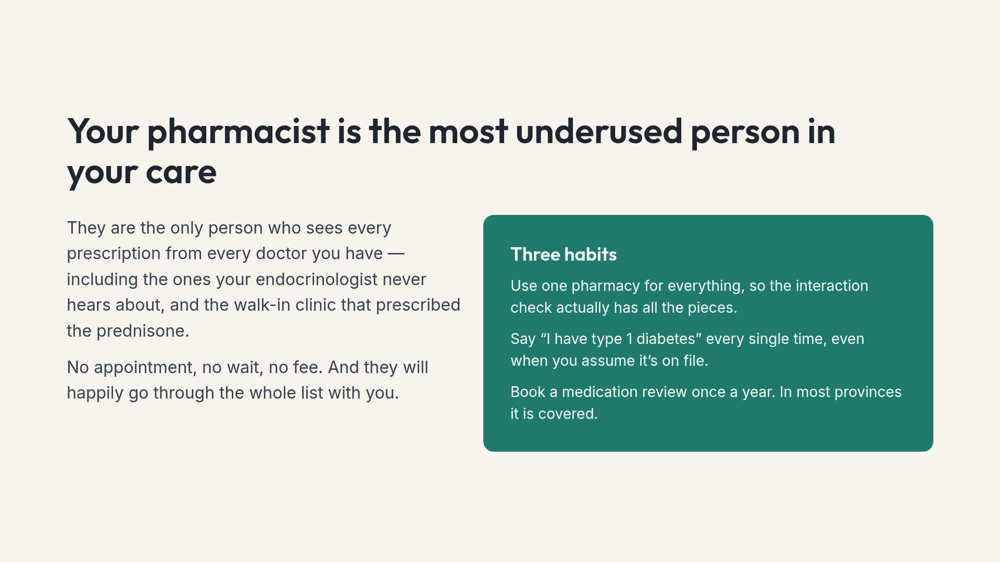 Your pharmacist is the most underused person in
your care
They are the only person who sees every
prescription from every doctor you have —
including the ones your endocrinologist never
hears about, and the walk-in clinic that prescribed
the prednisone.
No appointment, no wait, no fee. And they will
happily go through the whole list with you.
Three habits
Use one pharmacy for everything, so the interaction
check actually has all the pieces.
Say “I have type 1 diabetes” every single time, even
when you assume it’s on file.
Book a medication review once a year. In most provinces
it is covered.